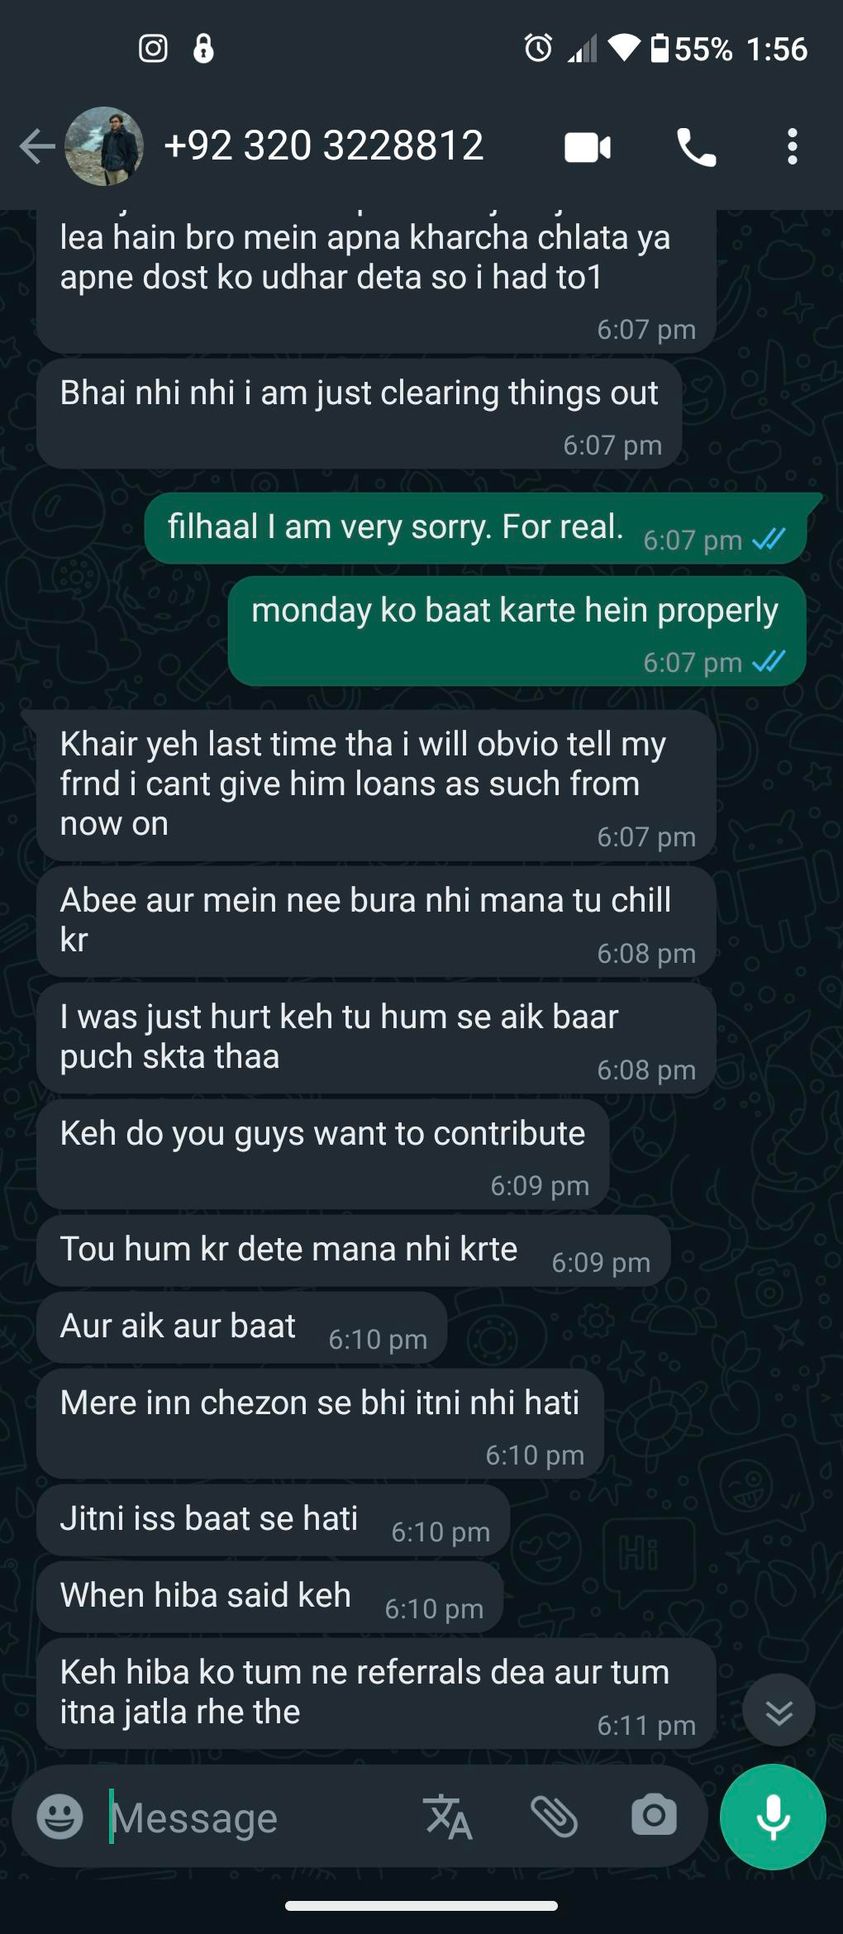 55% 1:56
+92 320 3228812
lea hain bro mein apna kharcha chlata ya
apne dost ko udhar deta so i had to1
6:07 pm
Bhai nhi nhi i am just clearing things out
6:07 pm
filhaal I am very sorry. For real. 6:07 pm
monday ko baat karte hein properly
6:07 pm
Khair yeh last time tha i will obvio tell my
frnd i cant give him loans as such from
now on 6:07 pm
Abee aur mein nee bura nhi mana tu chill
kr 6:08 pm
I was just hurt keh tu hum se aik baar
puch skta thaa 6:08 pm
Keh do you guys want to contribute
6:09 pm
Tou hum kr dete mana nhi krte 6:09 pm
Aur aik aur baat 6:10 pm
Mere inn chezon se bhi itni nhi hati
6:10 pm
Jitni iss baat se hati 6:10 pm
When hiba said keh 6:10 pm
Keh hiba ko tum ne referrals dea aur tum
itna jatla rhe the 6:11 pm
Message